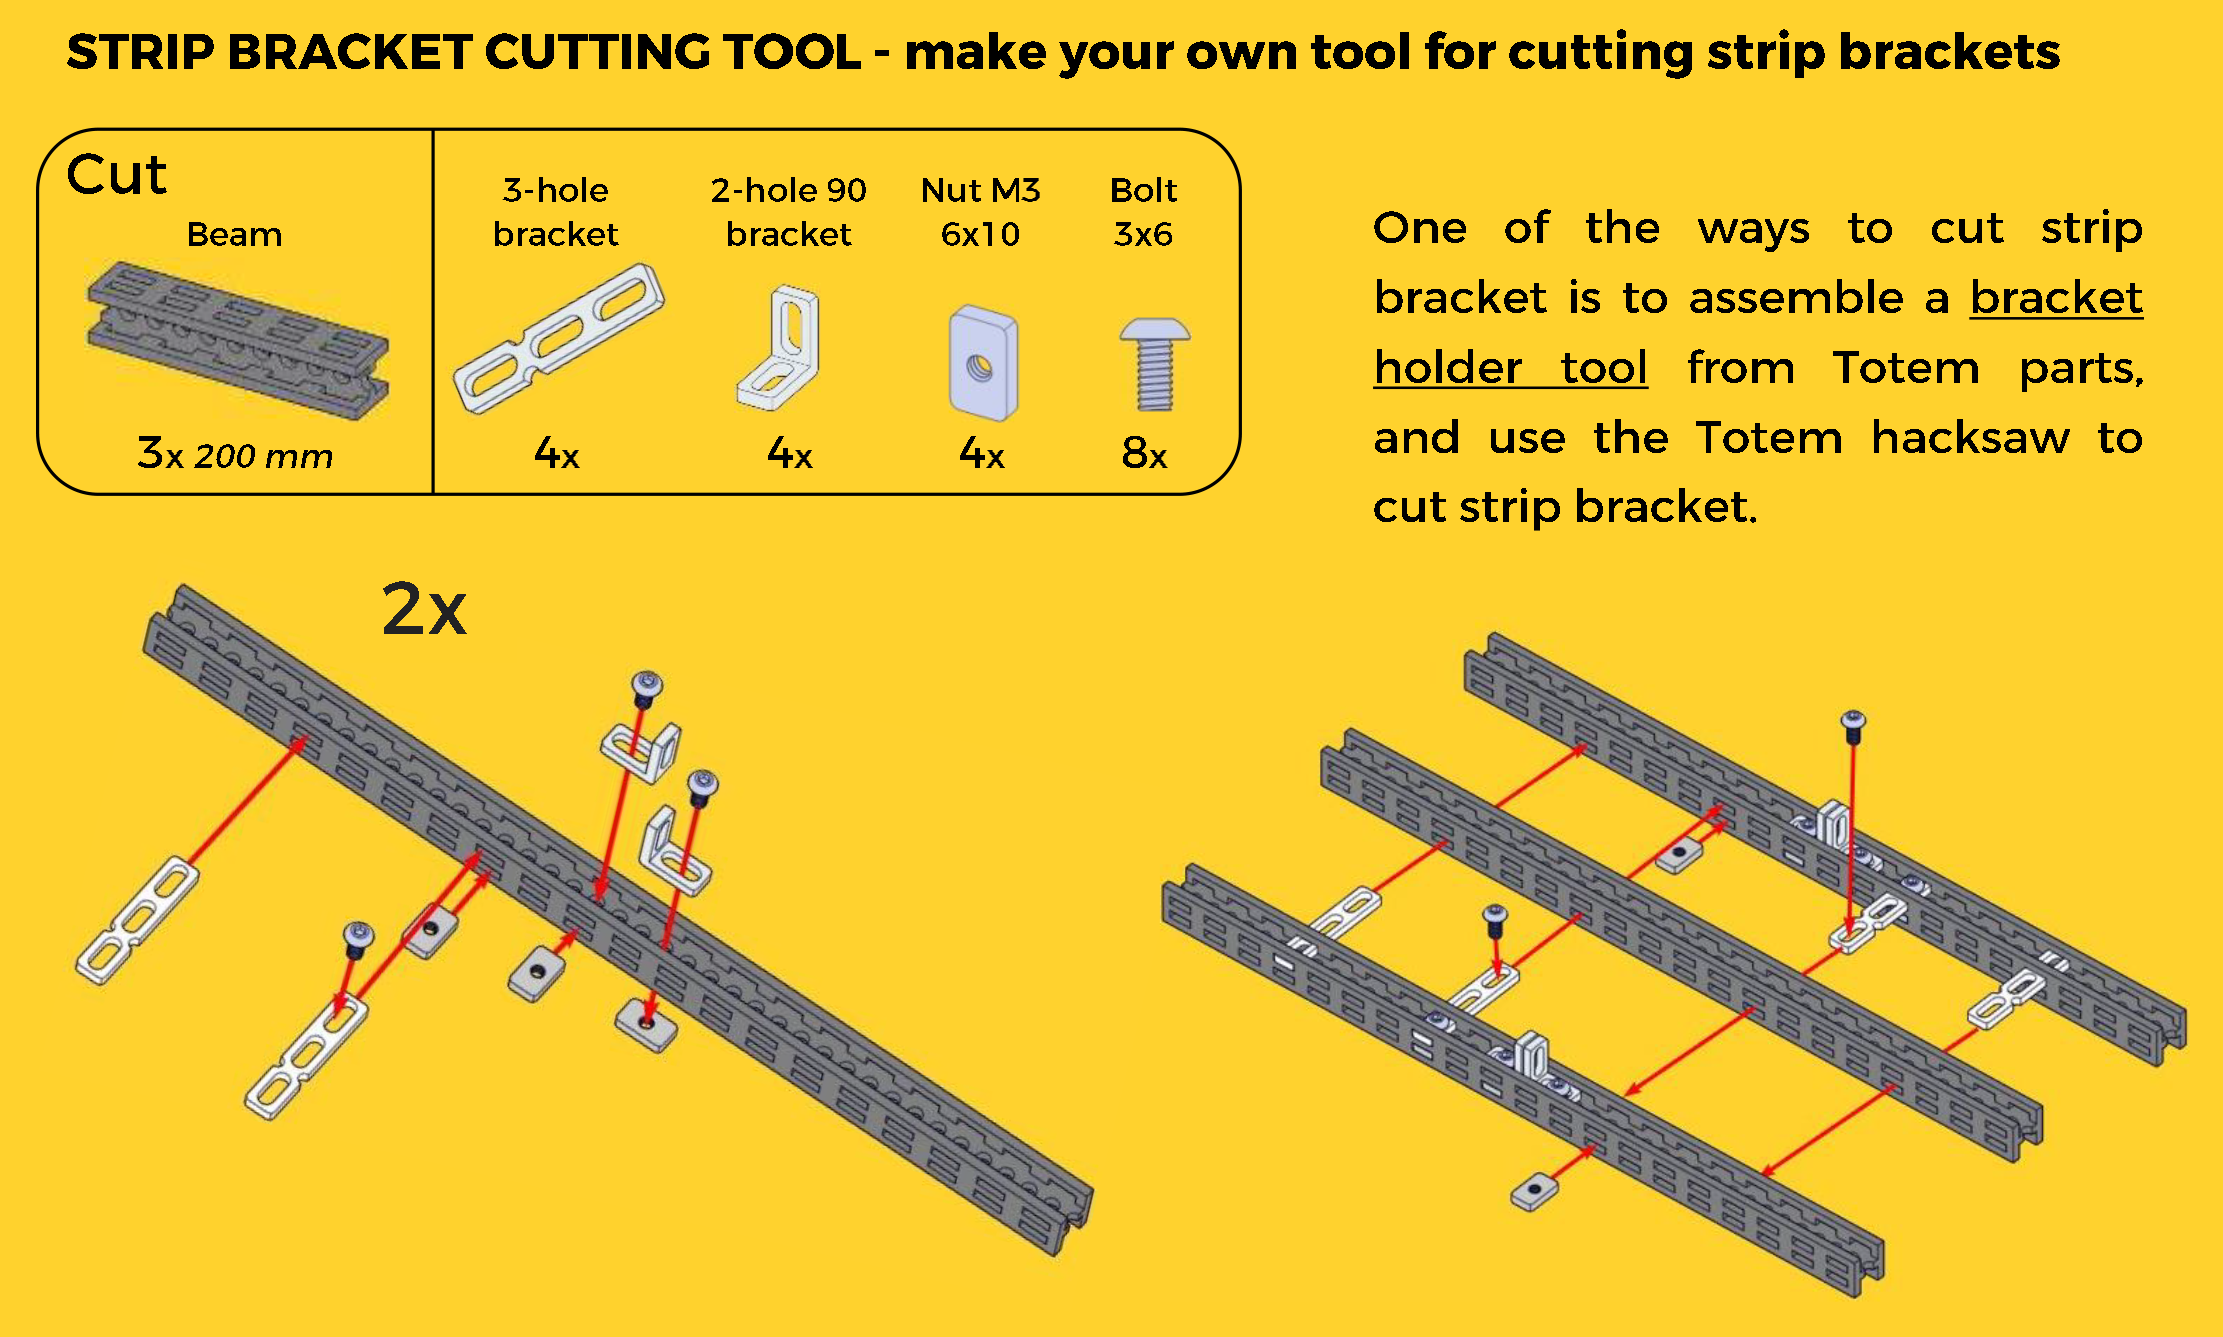 STRIP BRACKET CUTTING TOOL - make your own tool for cutting strip brackets
Cut
Beam
3x 200 mm
3-hole
bracket
4x
2-hole 90
bracket
4x
Nut M3
6x10
4x
Bolt
3x6
8x
One of the ways to cut strip
bracket is to assemble a bracket
holder tool from Totem parts,
and use the Totem hacksaw to
cut strip bracket.
2x